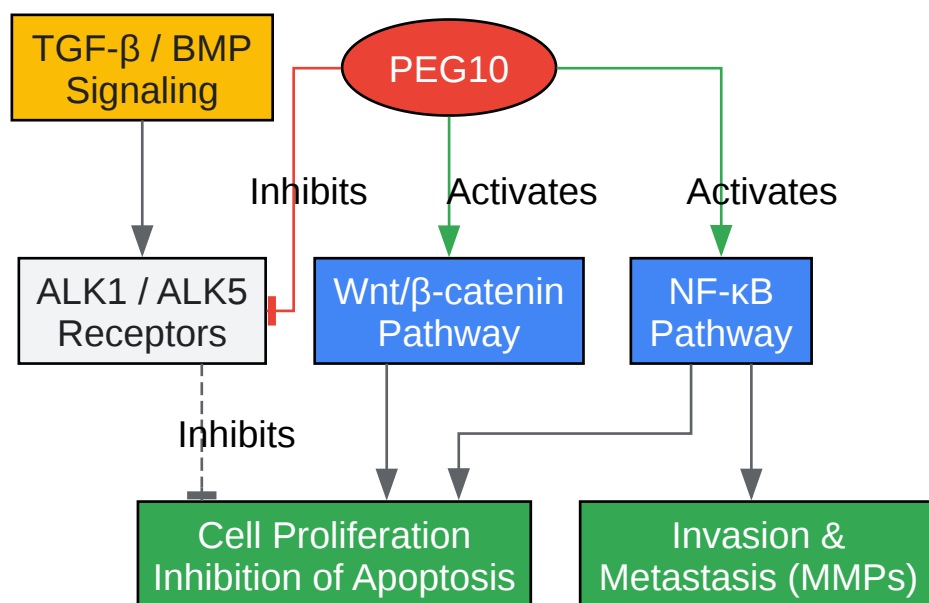 TGF-β / BMP
Signaling
PEG10
Inhibits
Activates
Activates
ALK1 / ALK5
Receptors
Wnt/β-catenin
Pathway
NF-κB
Pathway
Inhibits
Cell Proliferation
Inhibition of Apoptosis
Invasion &
Metastasis (MMPs)